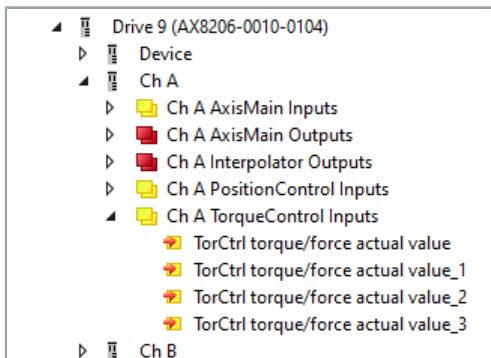 Drive 9 (AX8206-0010-0104)
Device
Ch A
Ch A AxisMain Inputs
Ch A AxisMain Outputs
Ch A Interpolator Outputs
Ch A PositionControl Inputs
Ch A TorqueControl Inputs
TorCtrl torque/force actual value
TorCtrl torque/force actual value_1
TorCtrl torque/force actual value_2
TorCtrl torque/force actual value_3
Ch B